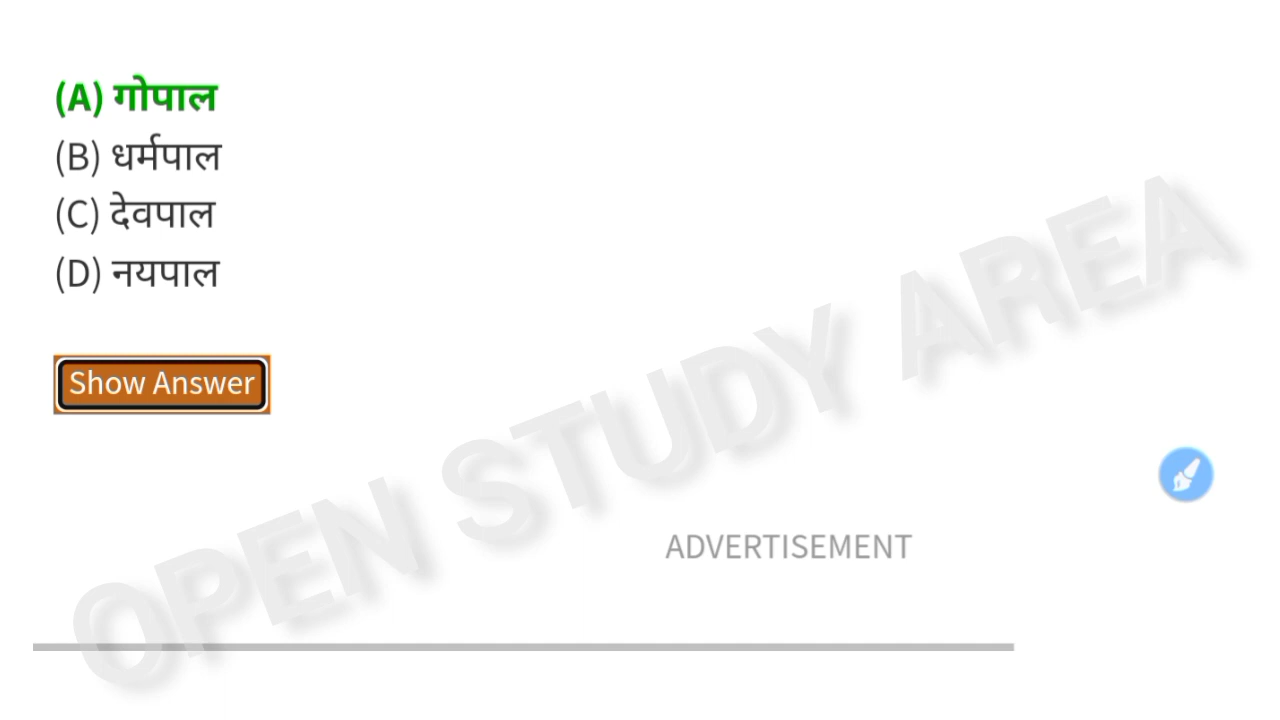 (A) गोपाल
(B) धर्मपाल
(C) देवपाल
(D) नयपाल
Show Answer
OPEN STUDY AREA
ADVERTISEMENT